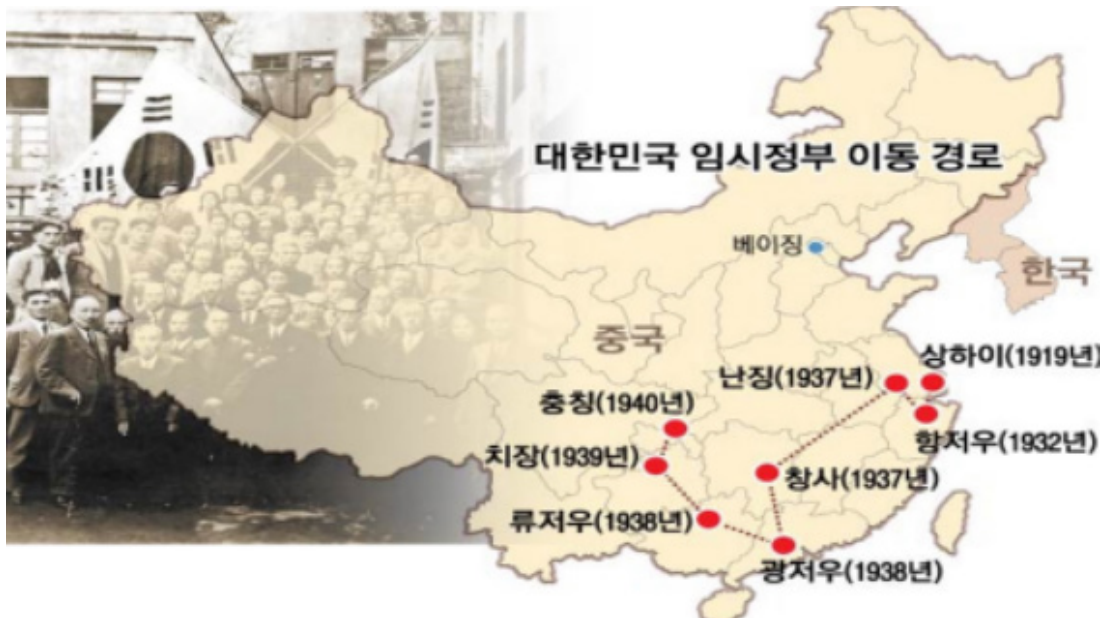 대한민국 임시정부 이동 경로
베이징
한국
중국
상하이(1919년)
난징(1937년)
충칭(1940년)
항저우(1932년)
치장(1939년)
창사(1937년)
류저우(1938년)
광저우(1938년)